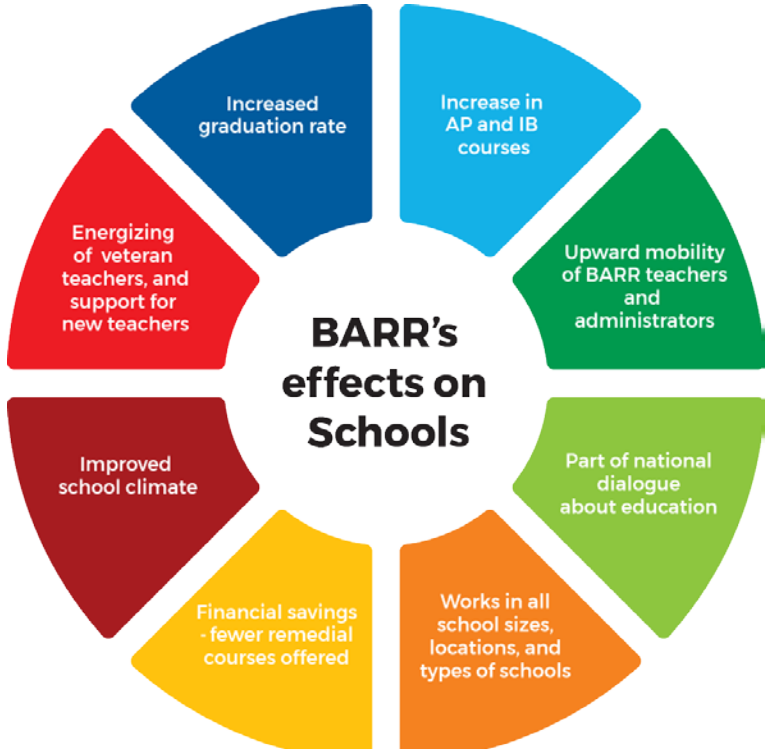 BARR’s
effects on
Schools
Increase in
AP and IB
courses
Upward mobility
of BARR teachers
and
administrators
Part of national
dialogue
about education
Works in all
school sizes,
locations, and
types of schools
Financial savings
- fewer remedial
courses offered
Improved
school climate
Energizing
of veteran
teachers, and
support for
new teachers
Increased
graduation rate